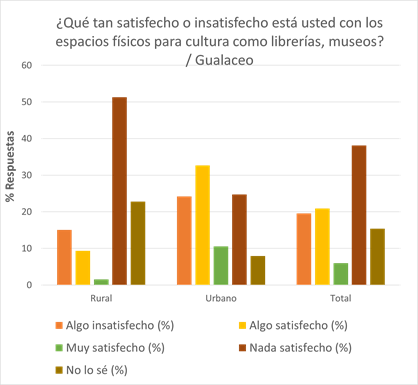 ¿Qué tan satisfecho o insatisfecho está usted con los
espacios físicos para cultura como librerías, museos?
/ Gualaceo
% Respuestas
60
50
40
30
20
10
0
Rural Urbano Total
Algo insatisfecho (%) Algo satisfecho (%)
Muy satisfecho (%) Nada satisfecho (%)
No lo sé (%)